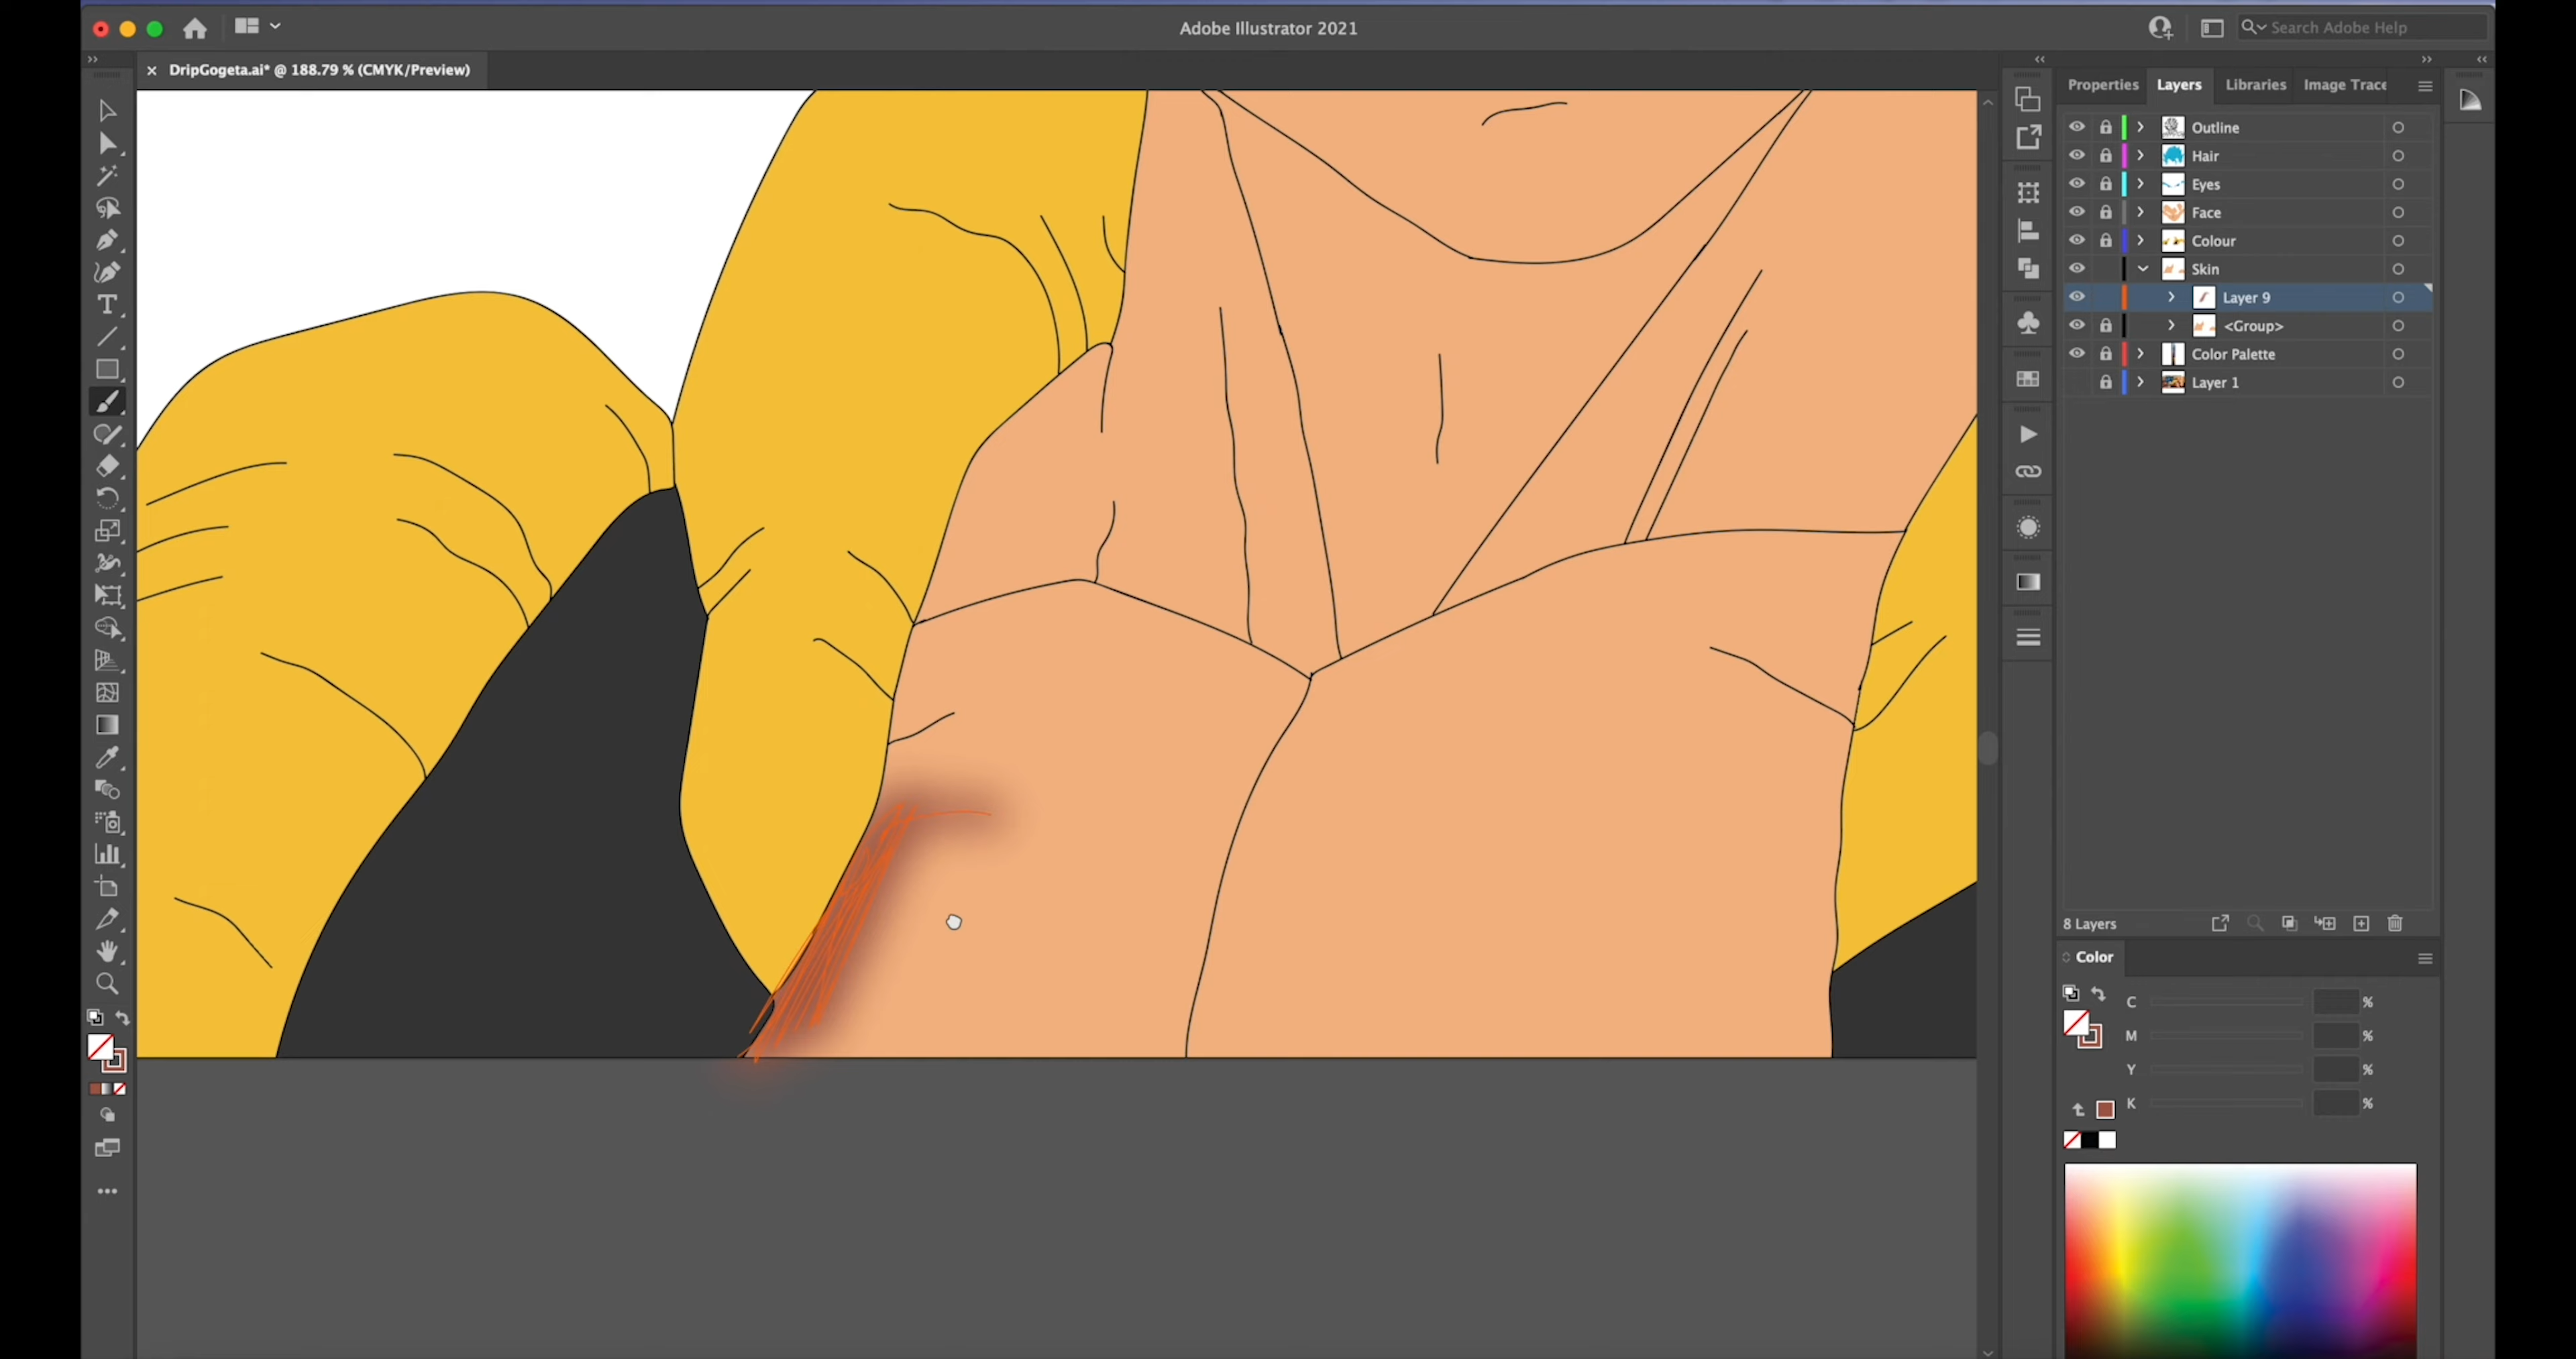 Adobe Illustrator 2021
Search Adobe Help
DripGogeta.ai* @ 188.79 % (CMYK/Preview)
Properties Layers Libraries Image Trace
Outline
Hair
Eyes
Face
Colour
Skin
Layer 9
<Group>
Color Palette
Layer 1
8 Layers
Color
C %
M %
Y %
K %